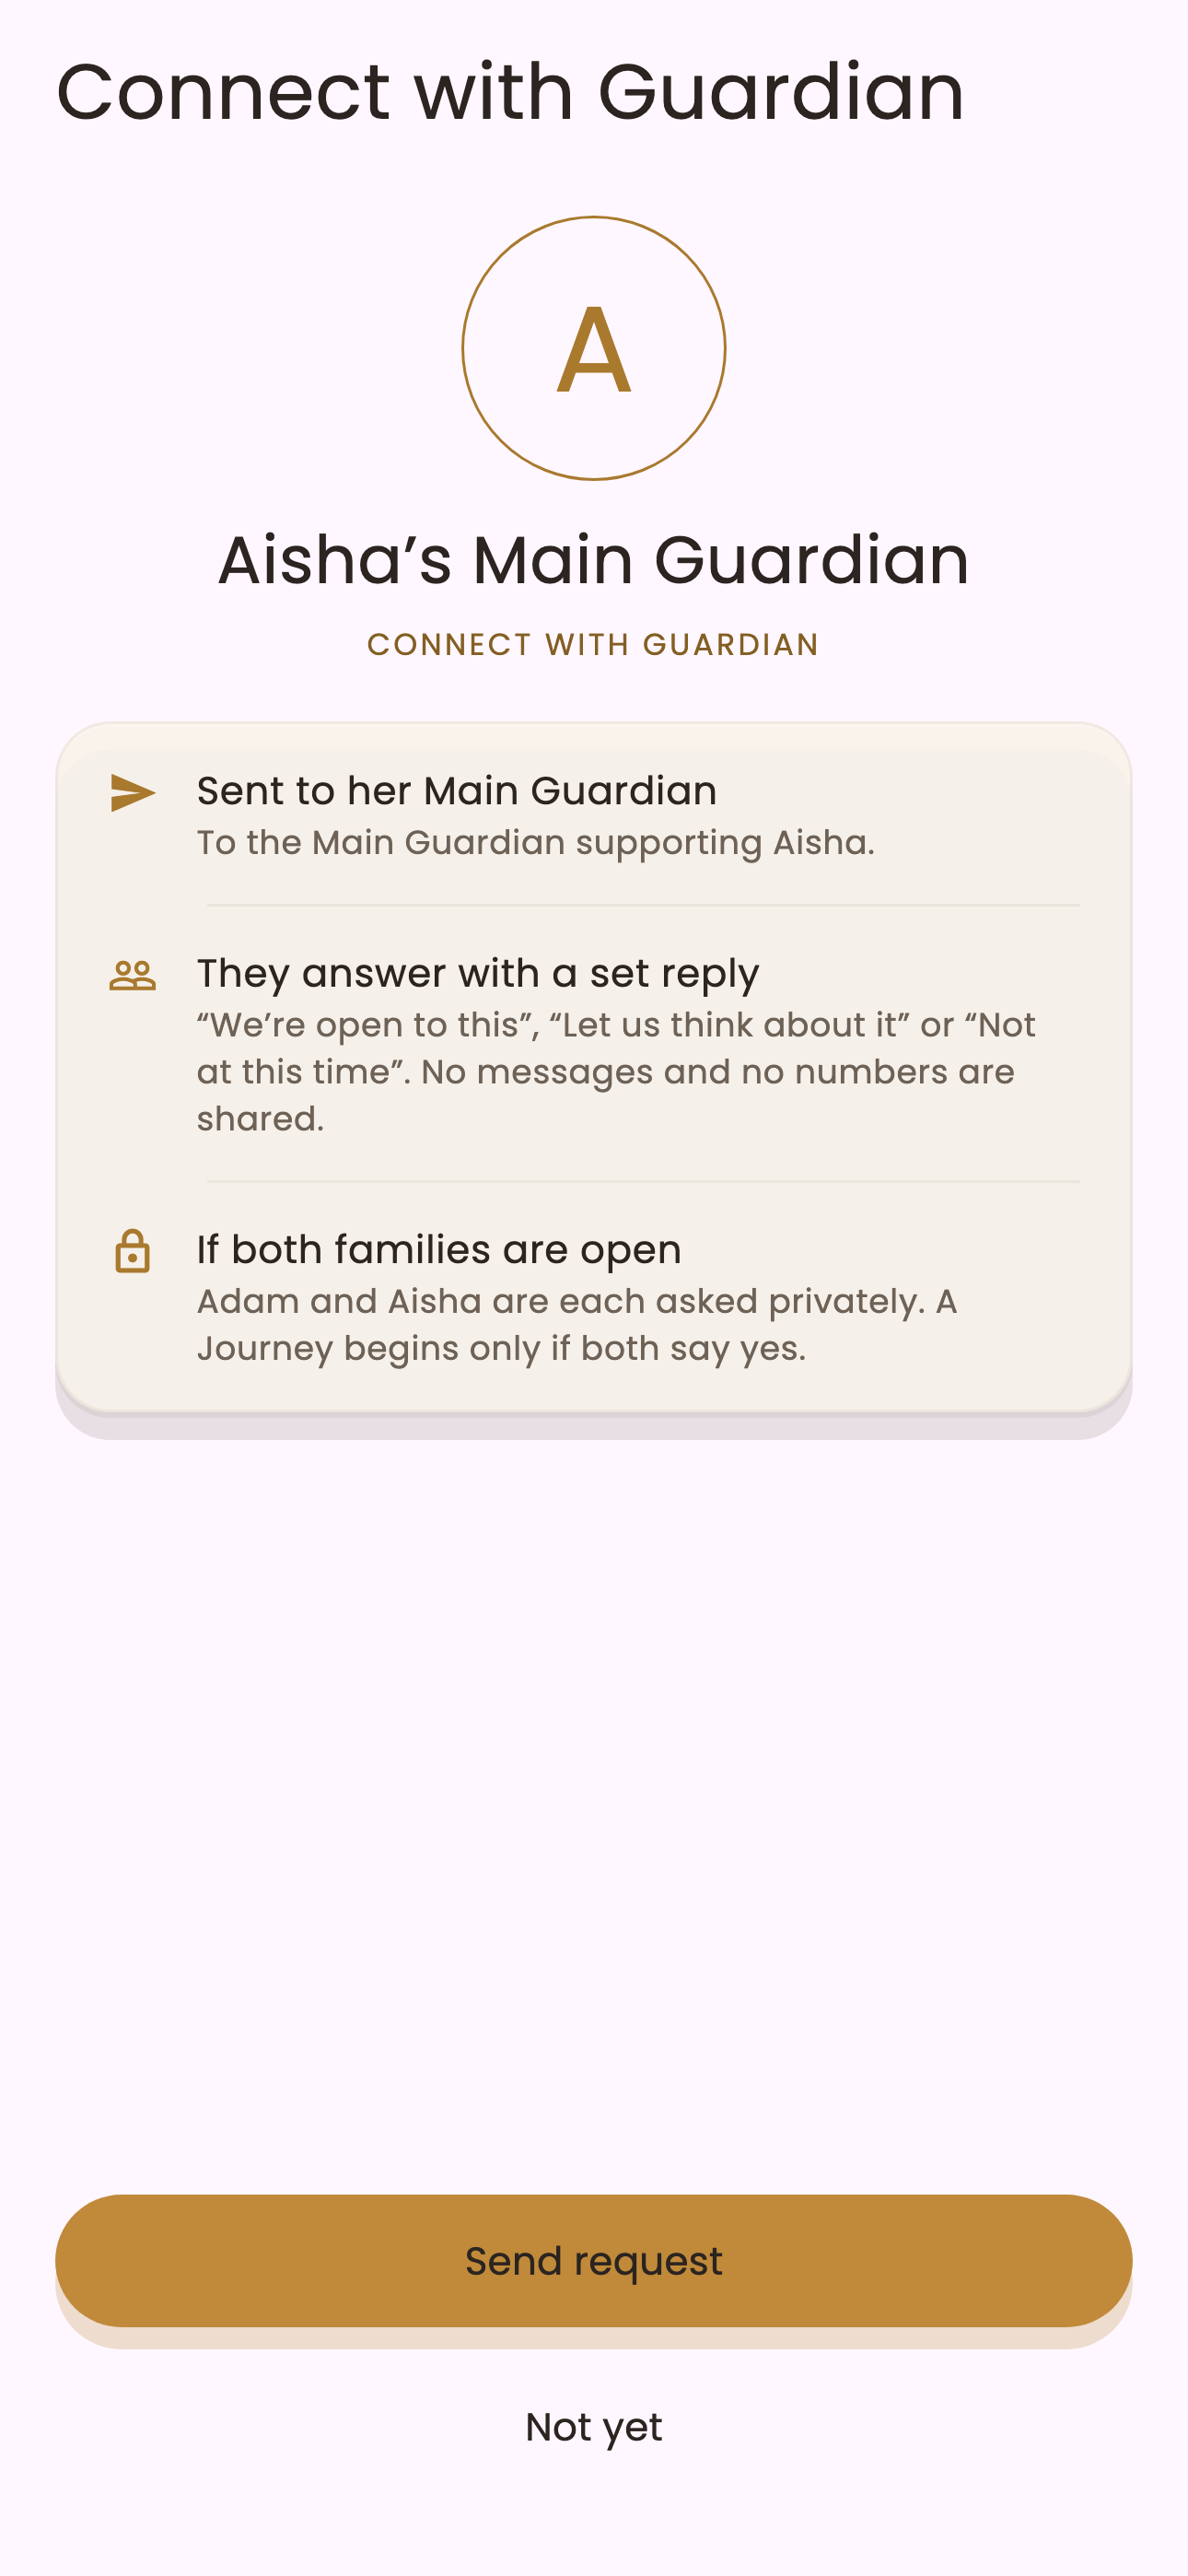 Connect with Guardian
A
Aisha’s Main Guardian
CONNECT WITH GUARDIAN
Sent to her Main Guardian
To the Main Guardian supporting Aisha.
They answer with a set reply
“We’re open to this”, “Let us think about it” or “Not
at this time”. No messages and no numbers are
shared.
If both families are open
Adam and Aisha are each asked privately. A
Journey begins only if both say yes.
Send request
Not yet